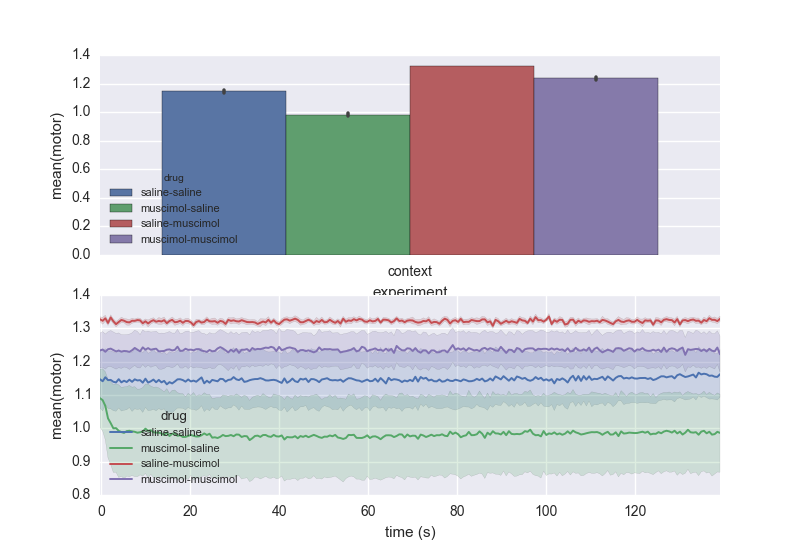 1.4
1.2
1.0
0.8
0.6
0.4
0.2
0.0
mean(motor)
drug
saline-saline
muscimol-saline
saline-muscimol
muscimol-muscimol
context
experiment
1.4
1.3
1.2
1.1
1.0
0.9
0.8
mean(motor)
drug
saline-saline
muscimol-saline
saline-muscimol
muscimol-muscimol
0 20 40 60 80 100 120
time (s)